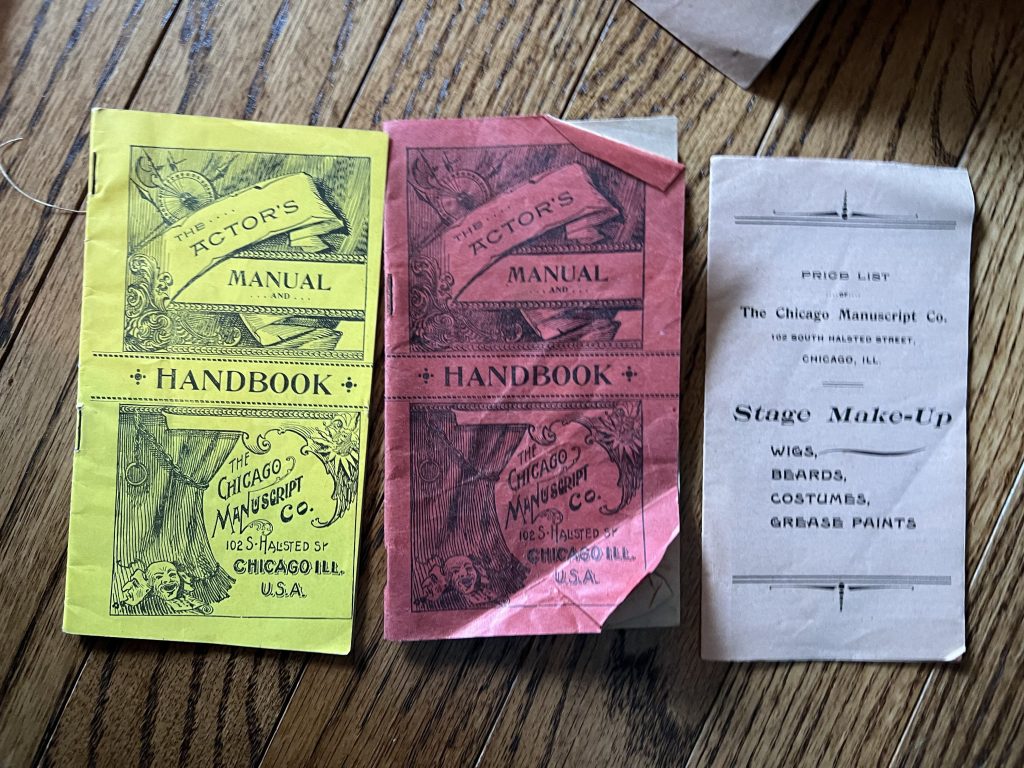 THE
ACTOR'S
MANUAL
...AND...
HANDBOOK
THE
CHICAGO
MANUSCRIPT
CO.
102 S. HALSTED ST
CHICAGO ILL.
U.S.A.
THE
ACTOR'S
MANUAL
...AND...
HANDBOOK
THE
CHICAGO
MANUSCRIPT
CO.
102 S. HALSTED ST
CHICAGO ILL.
U.S.A.
PRICE LIST
....OF....
The Chicago Manuscript Co.
102 SOUTH HALSTED STREET,
CHICAGO, ILL.
Stage Make-Up
WIGS,
BEARDS,
COSTUMES,
GREASE PAINTS